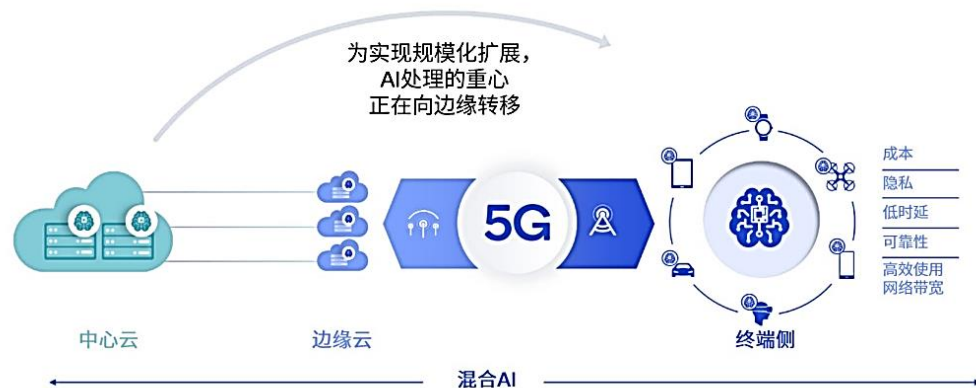 为实现规模化扩展，
AI处理的重心
正在向边缘转移
5G
成本
隐私
低时延
可靠性
高效使用
网络带宽
中心云
边缘云
终端侧
混合AI